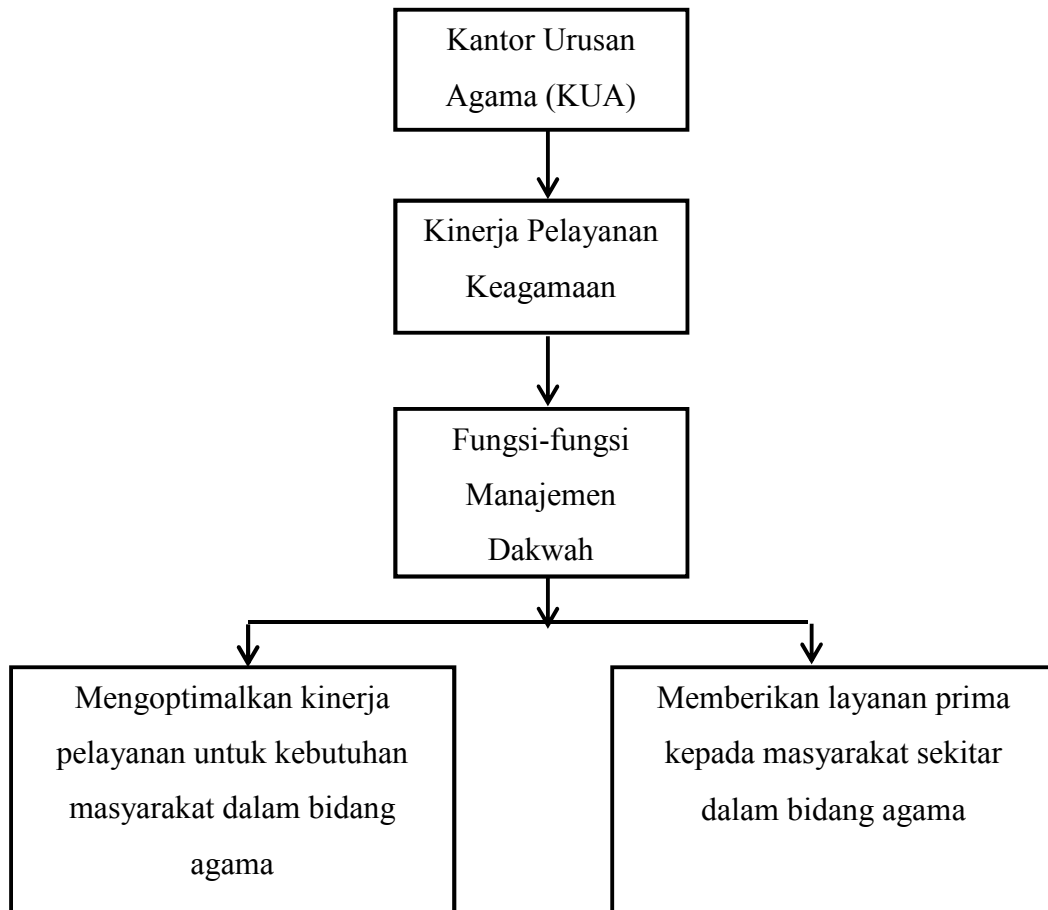 Kantor Urusan
Agama (KUA)
Kinerja Pelayanan
Keagamaan
Fungsi-fungsi
Manajemen
Dakwah
Mengoptimalkan kinerja
pelayanan untuk kebutuhan
masyarakat dalam bidang
agama
Memberikan layanan prima
kepada masyarakat sekitar
dalam bidang agama